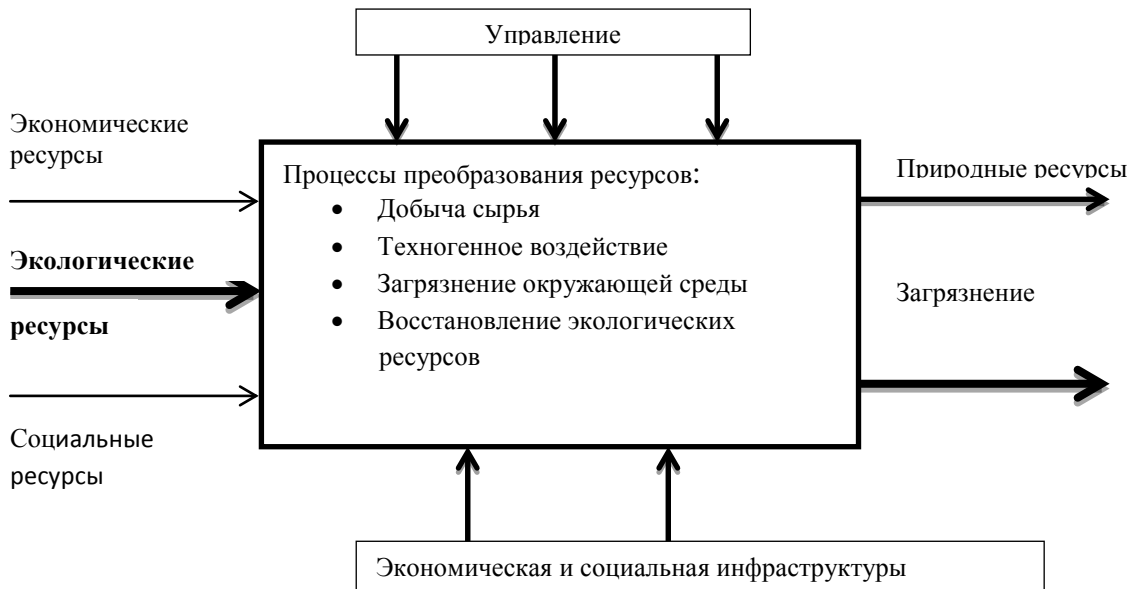 Управление
Экономические
ресурсы
Экологические
ресурсы
Социальные
ресурсы
Процессы преобразования ресурсов:
• Добыча сырья
• Техногенное воздействие
• Загрязнение окружающей среды
• Восстановление экологических
ресурсов
Природные ресурсы
Загрязнение
Экономическая и социальная инфраструктуры